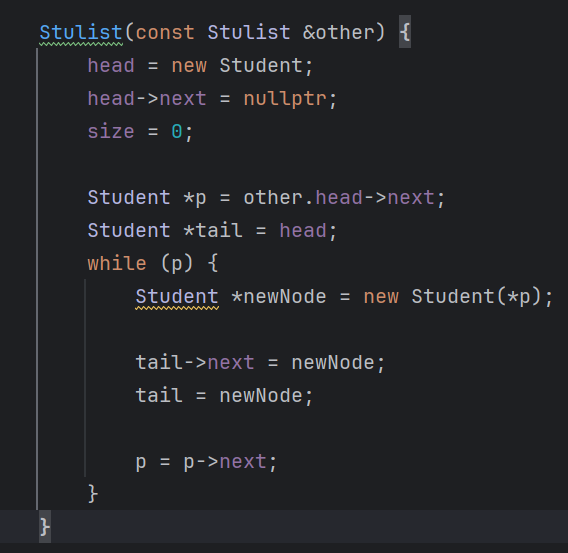 Stulist(const Stulist &other) {
head = new Student;
head->next = nullptr;
size = 0;
Student *p = other.head->next;
Student *tail = head;
while (p) {
Student *newNode = new Student(*p);
tail->next = newNode;
tail = newNode;
p = p->next;
}
}